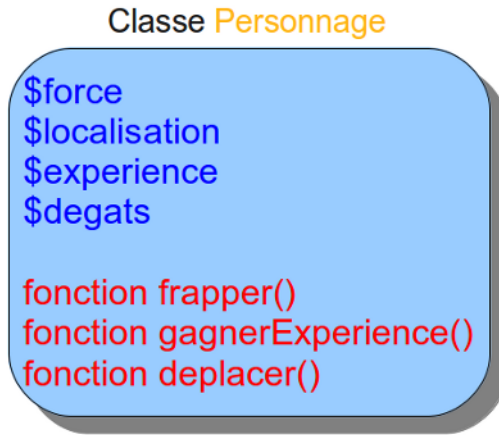 Classe Personnage
$force
$localisation
$experience
$degats
fonction frapper()
fonction gagnerExperience()
fonction deplacer()